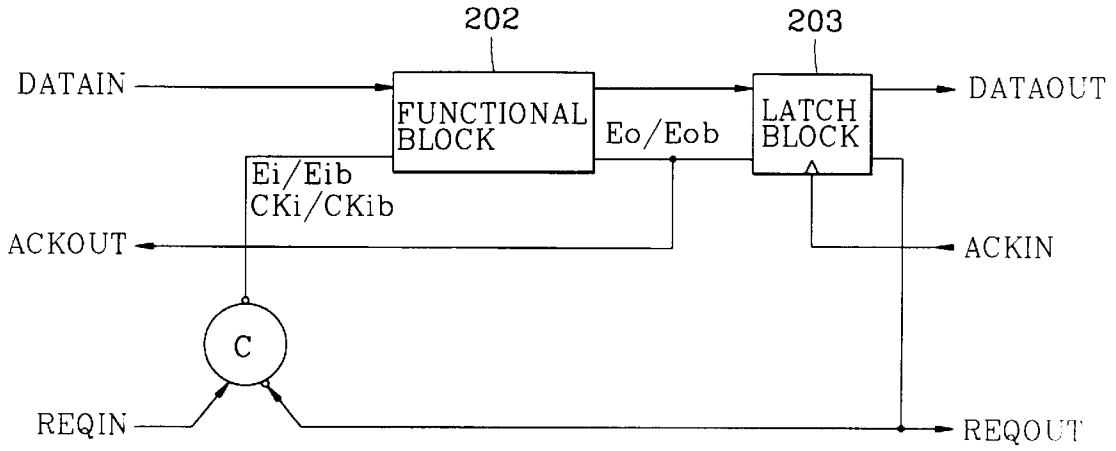 202
203
DATAIN
FUNCTIONAL
BLOCK
Eo/Eob
LATCH
BLOCK
DATAOUT
Ei/Eib
CKi/CKib
ACKOUT
ACKIN
C
REQIN
REQOUT